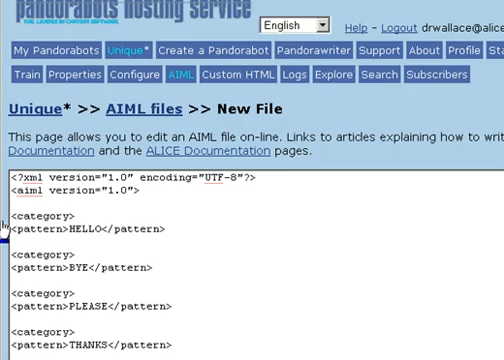 pandorabots hosting service
THE LEADER IN CHATBOT SOFTWARE
English
Help - Logout drwallace@alice
My Pandorabots Unique* Create a Pandorabot Pandorawriter Support About Profile Sta
Train Properties Configure AIML Custom HTML Logs Explore Search Subscribers
Unique* >> AIML files >> New File
This page allows you to edit an AIML file on-line. Links to articles explaining how to writ
Documentation and the ALICE Documentation pages.
<?xml version="1.0" encoding="UTF-8"?>
<aiml version="1.0">
<category>
<pattern>HELLO</pattern>
<category>
<pattern>BYE</pattern>
<category>
<pattern>PLEASE</pattern>
<category>
<pattern>THANKS</pattern>